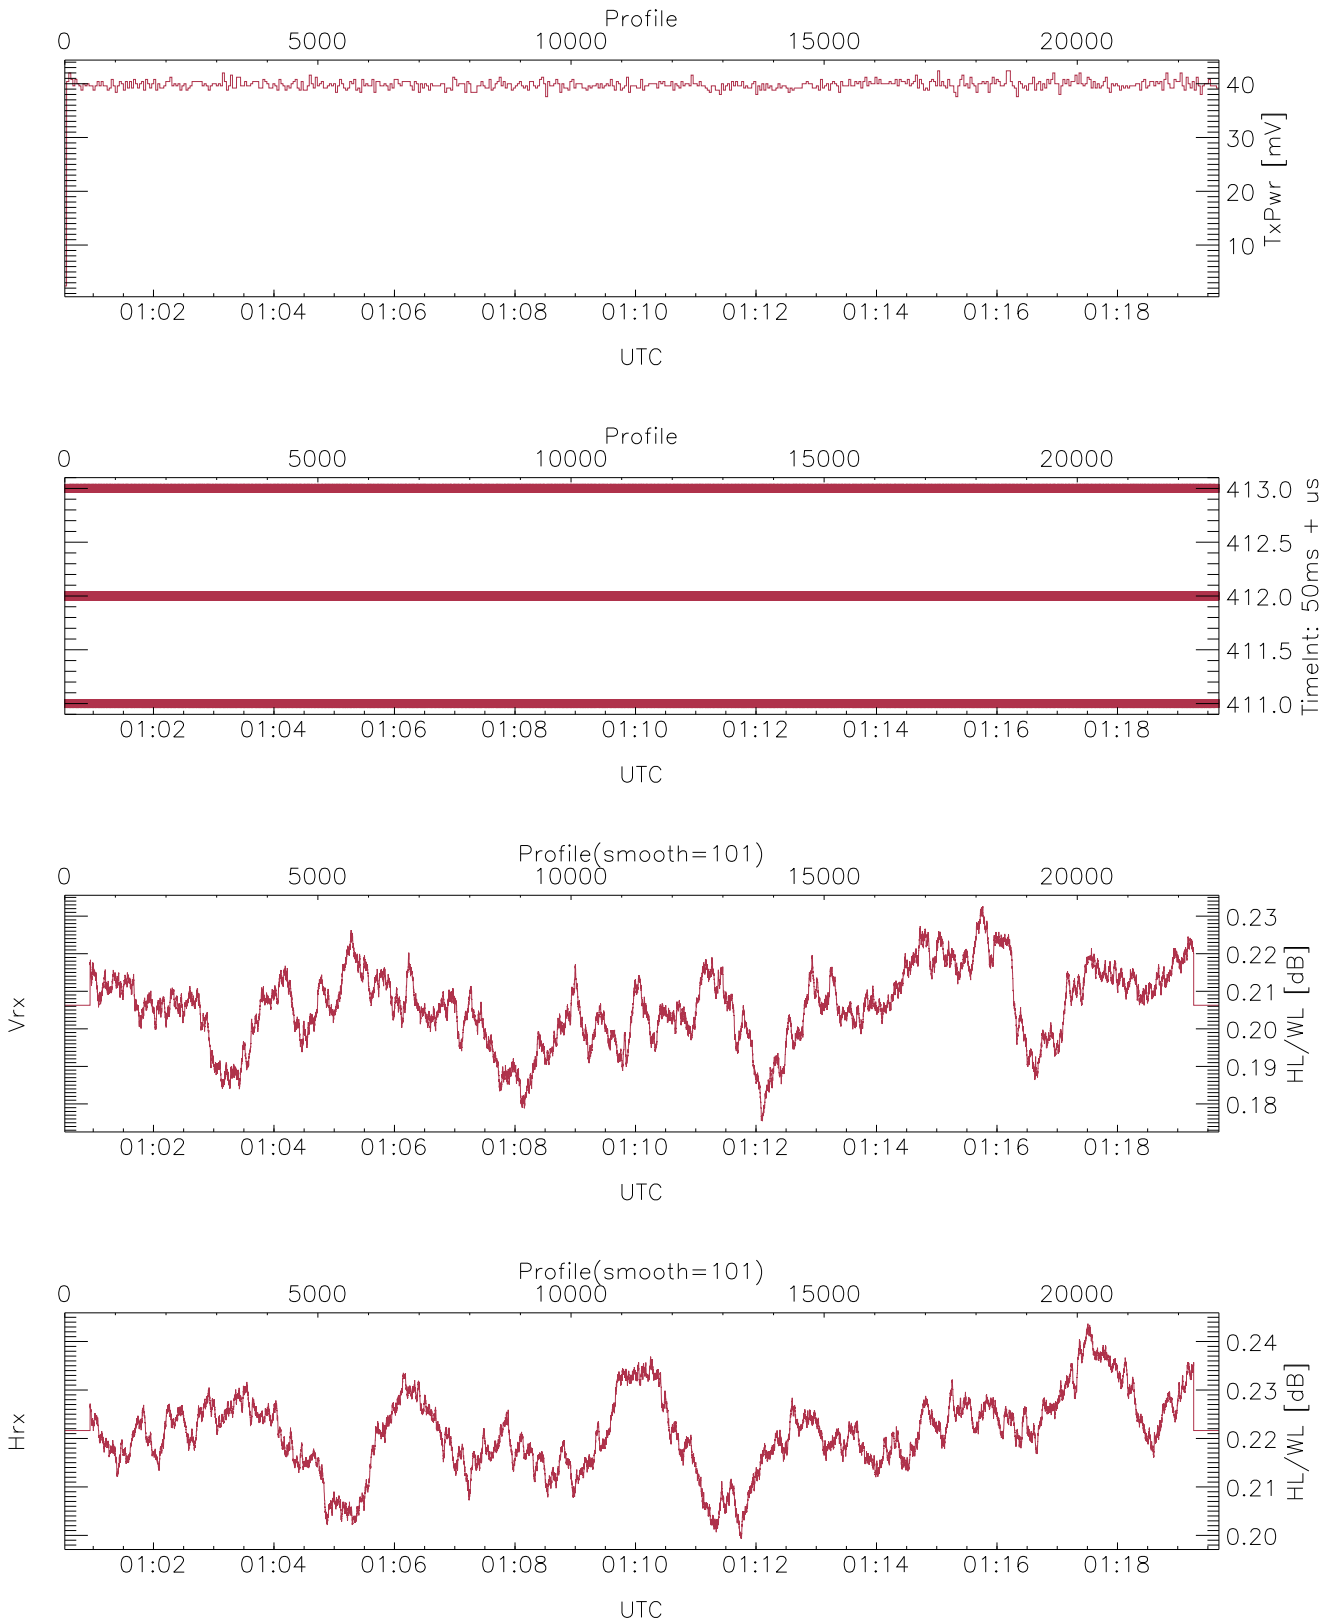 Profile
0 5000 10000 15000 20000
40
30
20
10
TxPwr [mV]
01:02 01:04 01:06 01:08 01:10 01:12 01:14 01:16 01:18
UTC
Profile
0 5000 10000 15000 20000
413.0
412.5
412.0
411.5
411.0
TimeInt: 50ms + us
01:02 01:04 01:06 01:08 01:10 01:12 01:14 01:16 01:18
UTC
Profile(smooth=101)
0 5000 10000 15000 20000
Vrx
0.23
0.22
0.21
0.20
0.19
0.18
HL/WL [dB]
01:02 01:04 01:06 01:08 01:10 01:12 01:14 01:16 01:18
UTC
Profile(smooth=101)
0 5000 10000 15000 20000
Hrx
0.24
0.23
0.22
0.21
0.20
HL/WL [dB]
01:02 01:04 01:06 01:08 01:10 01:12 01:14 01:16 01:18
UTC